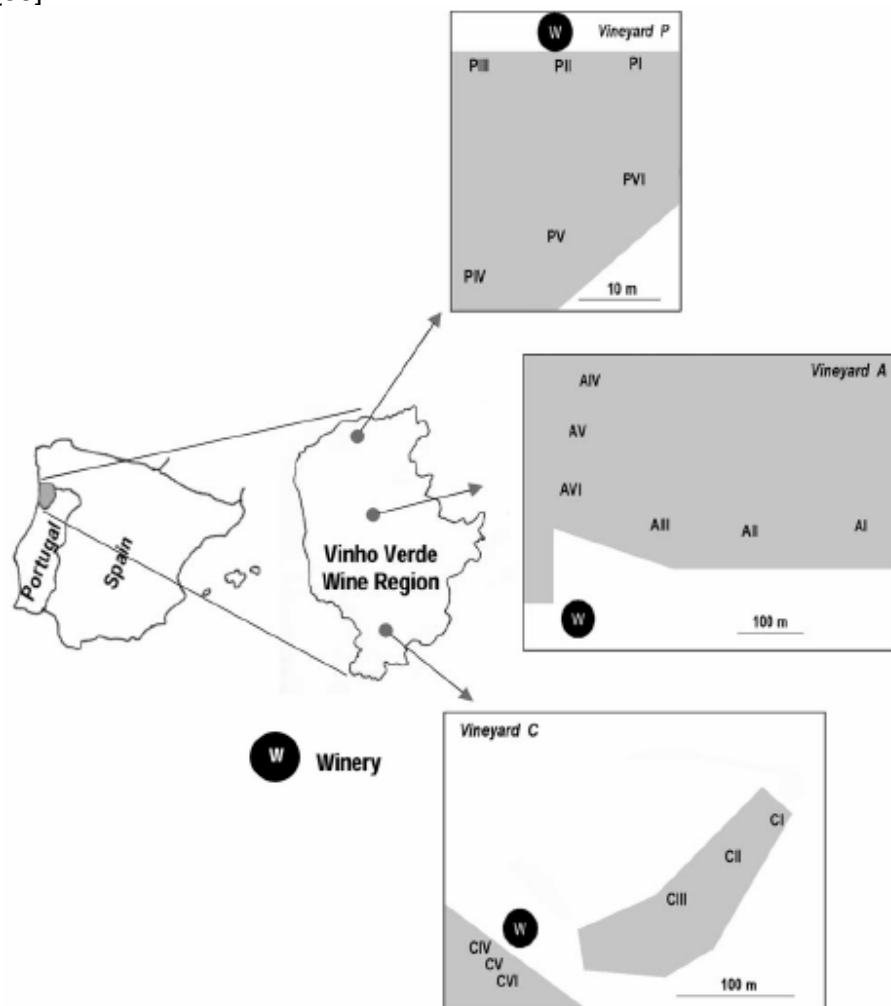 W Vineyard P
PIII PII PI
PVI
PV
PIV
10 m
Vineyard A
AIV
AV
AVI
AIII AII AI
W
100 m
Portugal
Spain
Vinho Verde
Wine Region
W Winery
Vineyard C
CI
CII
CIII
W
CIV
CV
CVI
100 m